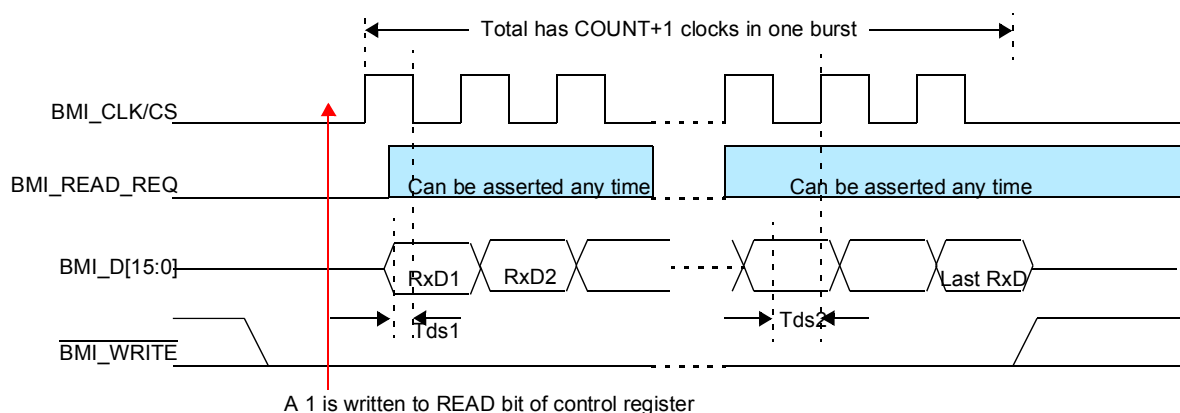 Total has COUNT+1 clocks in one burst
BMI_CLK/CS
BMI_READ_REQ
Can be asserted any time
Can be asserted any time
BMI_D[15:0]
RxD1
RxD2
Last RxD
Tds1
Tds2
BMI_WRITE
A 1 is written to READ bit of control register